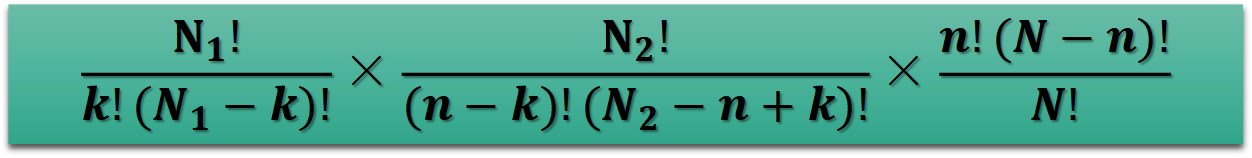 N₁! / k! (N₁ − k)! × N₂! / (n − k)! (N₂ − n + k)! × n! (N − n)! / N!